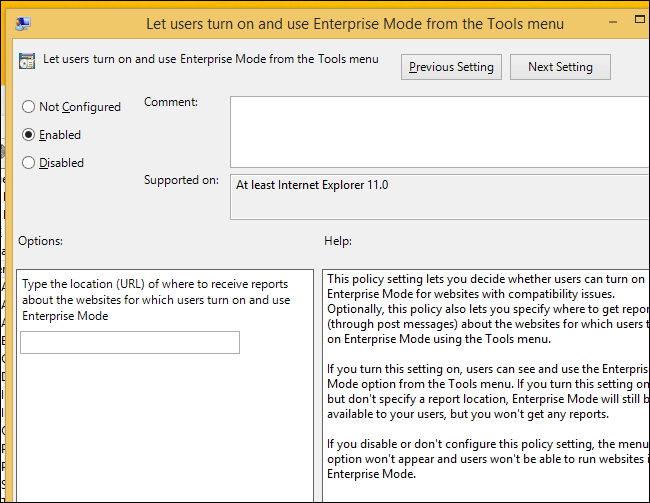 Let users turn on and use Enterprise Mode from the Tools menu
Let users turn on and use Enterprise Mode from the Tools menu
Previous Setting
Next Setting
Not Configured
Comment:
Enabled
Disabled
Supported on:
At least Internet Explorer 11.0
Options:
Help:
Type the location (URL) of where to receive reports
about the websites for which users turn on and use
Enterprise Mode
This policy setting lets you decide whether users can turn on
Enterprise Mode for websites with compatibility issues.
Optionally, this policy also lets you specify where to get repor
(through post messages) about the websites for which users t
on Enterprise Mode using the Tools menu.
If you turn this setting on, users can see and use the Enterpris
Mode option from the Tools menu. If you turn this setting on
but don't specify a report location, Enterprise Mode will still b
available to your users, but you won't get any reports.
If you disable or don't configure this policy setting, the menu
option won't appear and users won't be able to run websites i
Enterprise Mode.